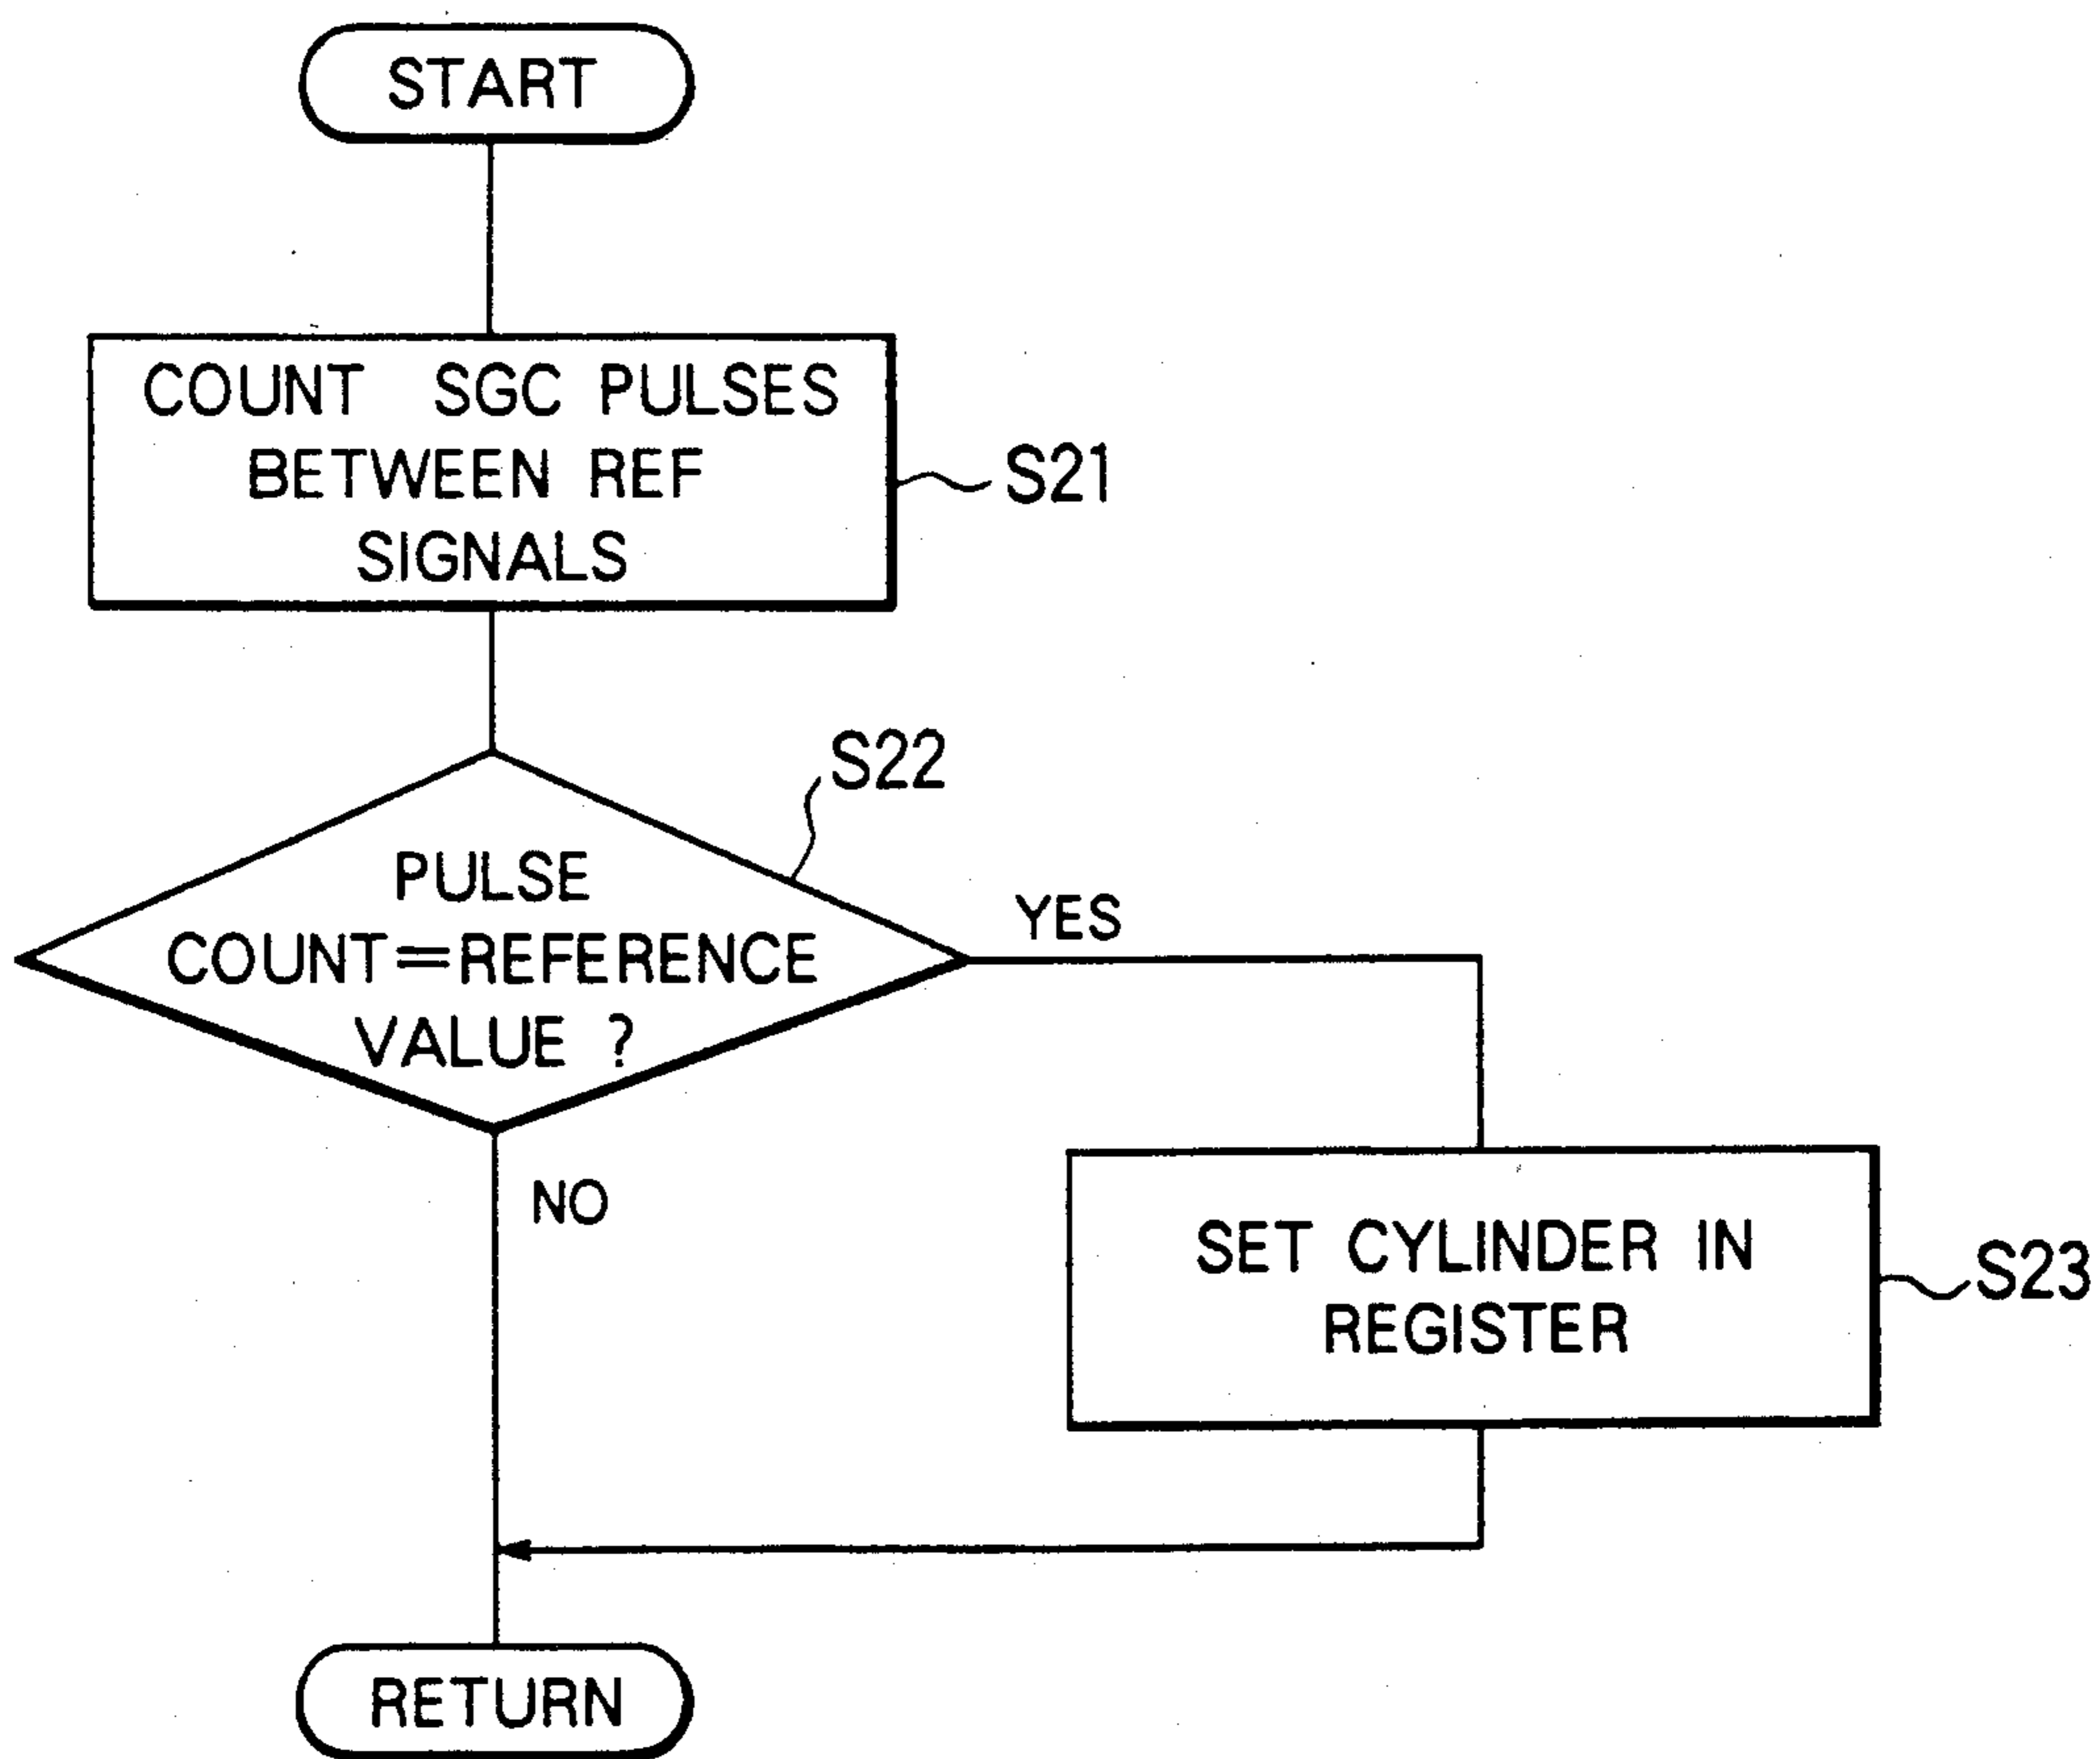 START
COUNT SGC PULSES
BETWEEN REF
SIGNALS
S21
S22
PULSE
COUNT=REFERENCE
VALUE ?
YES
NO
SET CYLINDER IN
REGISTER
S23
RETURN